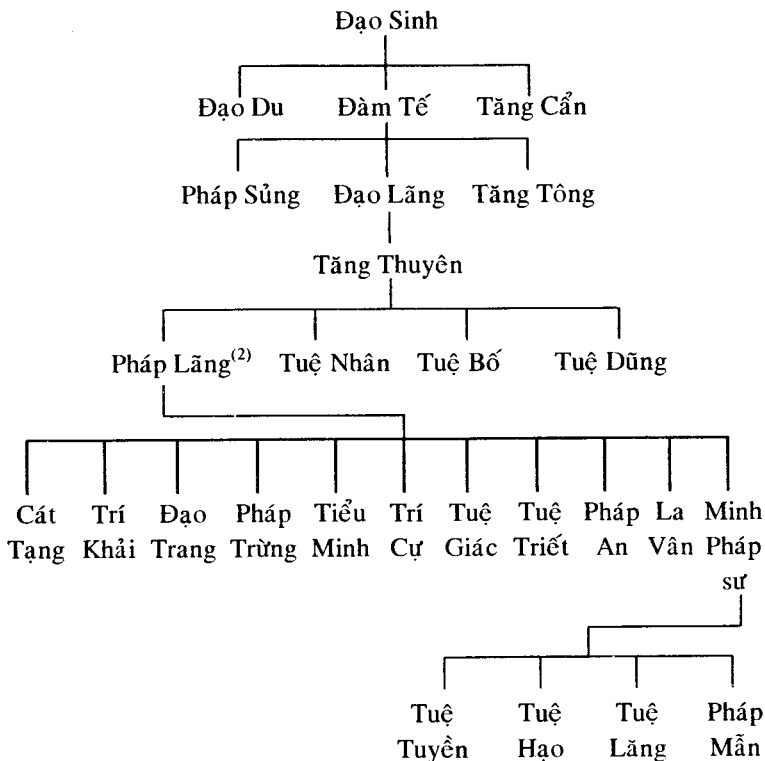 Đạo Sinh
Đạo Du Đàm Tế Tăng Cẩn
Pháp Sủng Đạo Lãng Tăng Tông
Tăng Thuyên
Pháp Lãng(2) Tuệ Nhân Tuệ Bố Tuệ Dũng
Cát Trí Đạo Pháp Tiểu Trí Tuệ Tuệ Pháp La Minh
Tạng Khải Trang Trừng Minh Cự Giác Triết An Vân Pháp
sư
Tuệ Tuệ Tuệ Pháp
Tuyền Hạo Lăng Mẫn